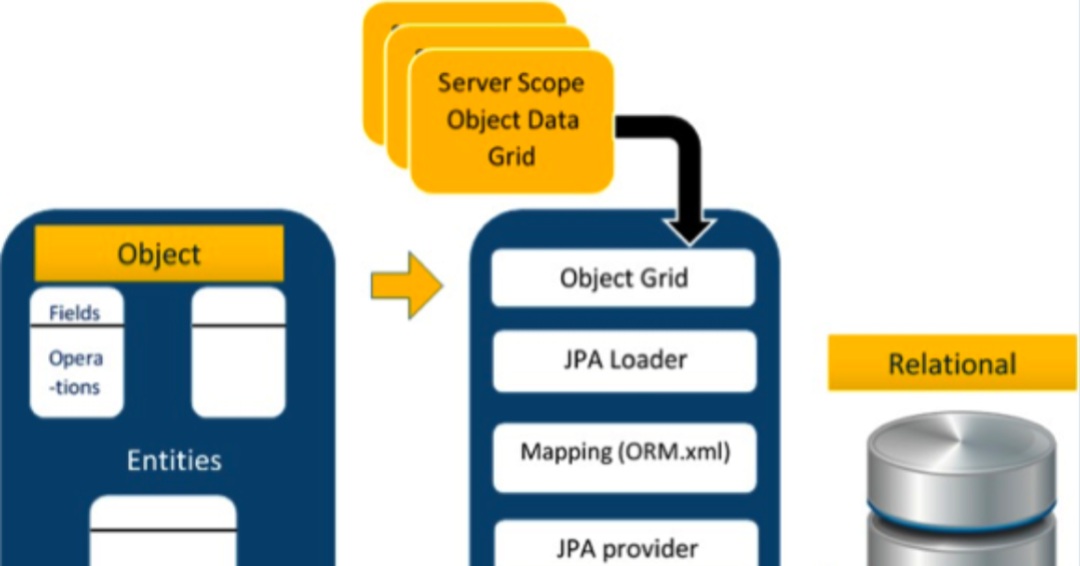 Server Scope
Object Data
Grid
Object
Fields
Opera
-tions
Entities
Object Grid
JPA Loader
Mapping (ORM.xml)
JPA provider
Relational